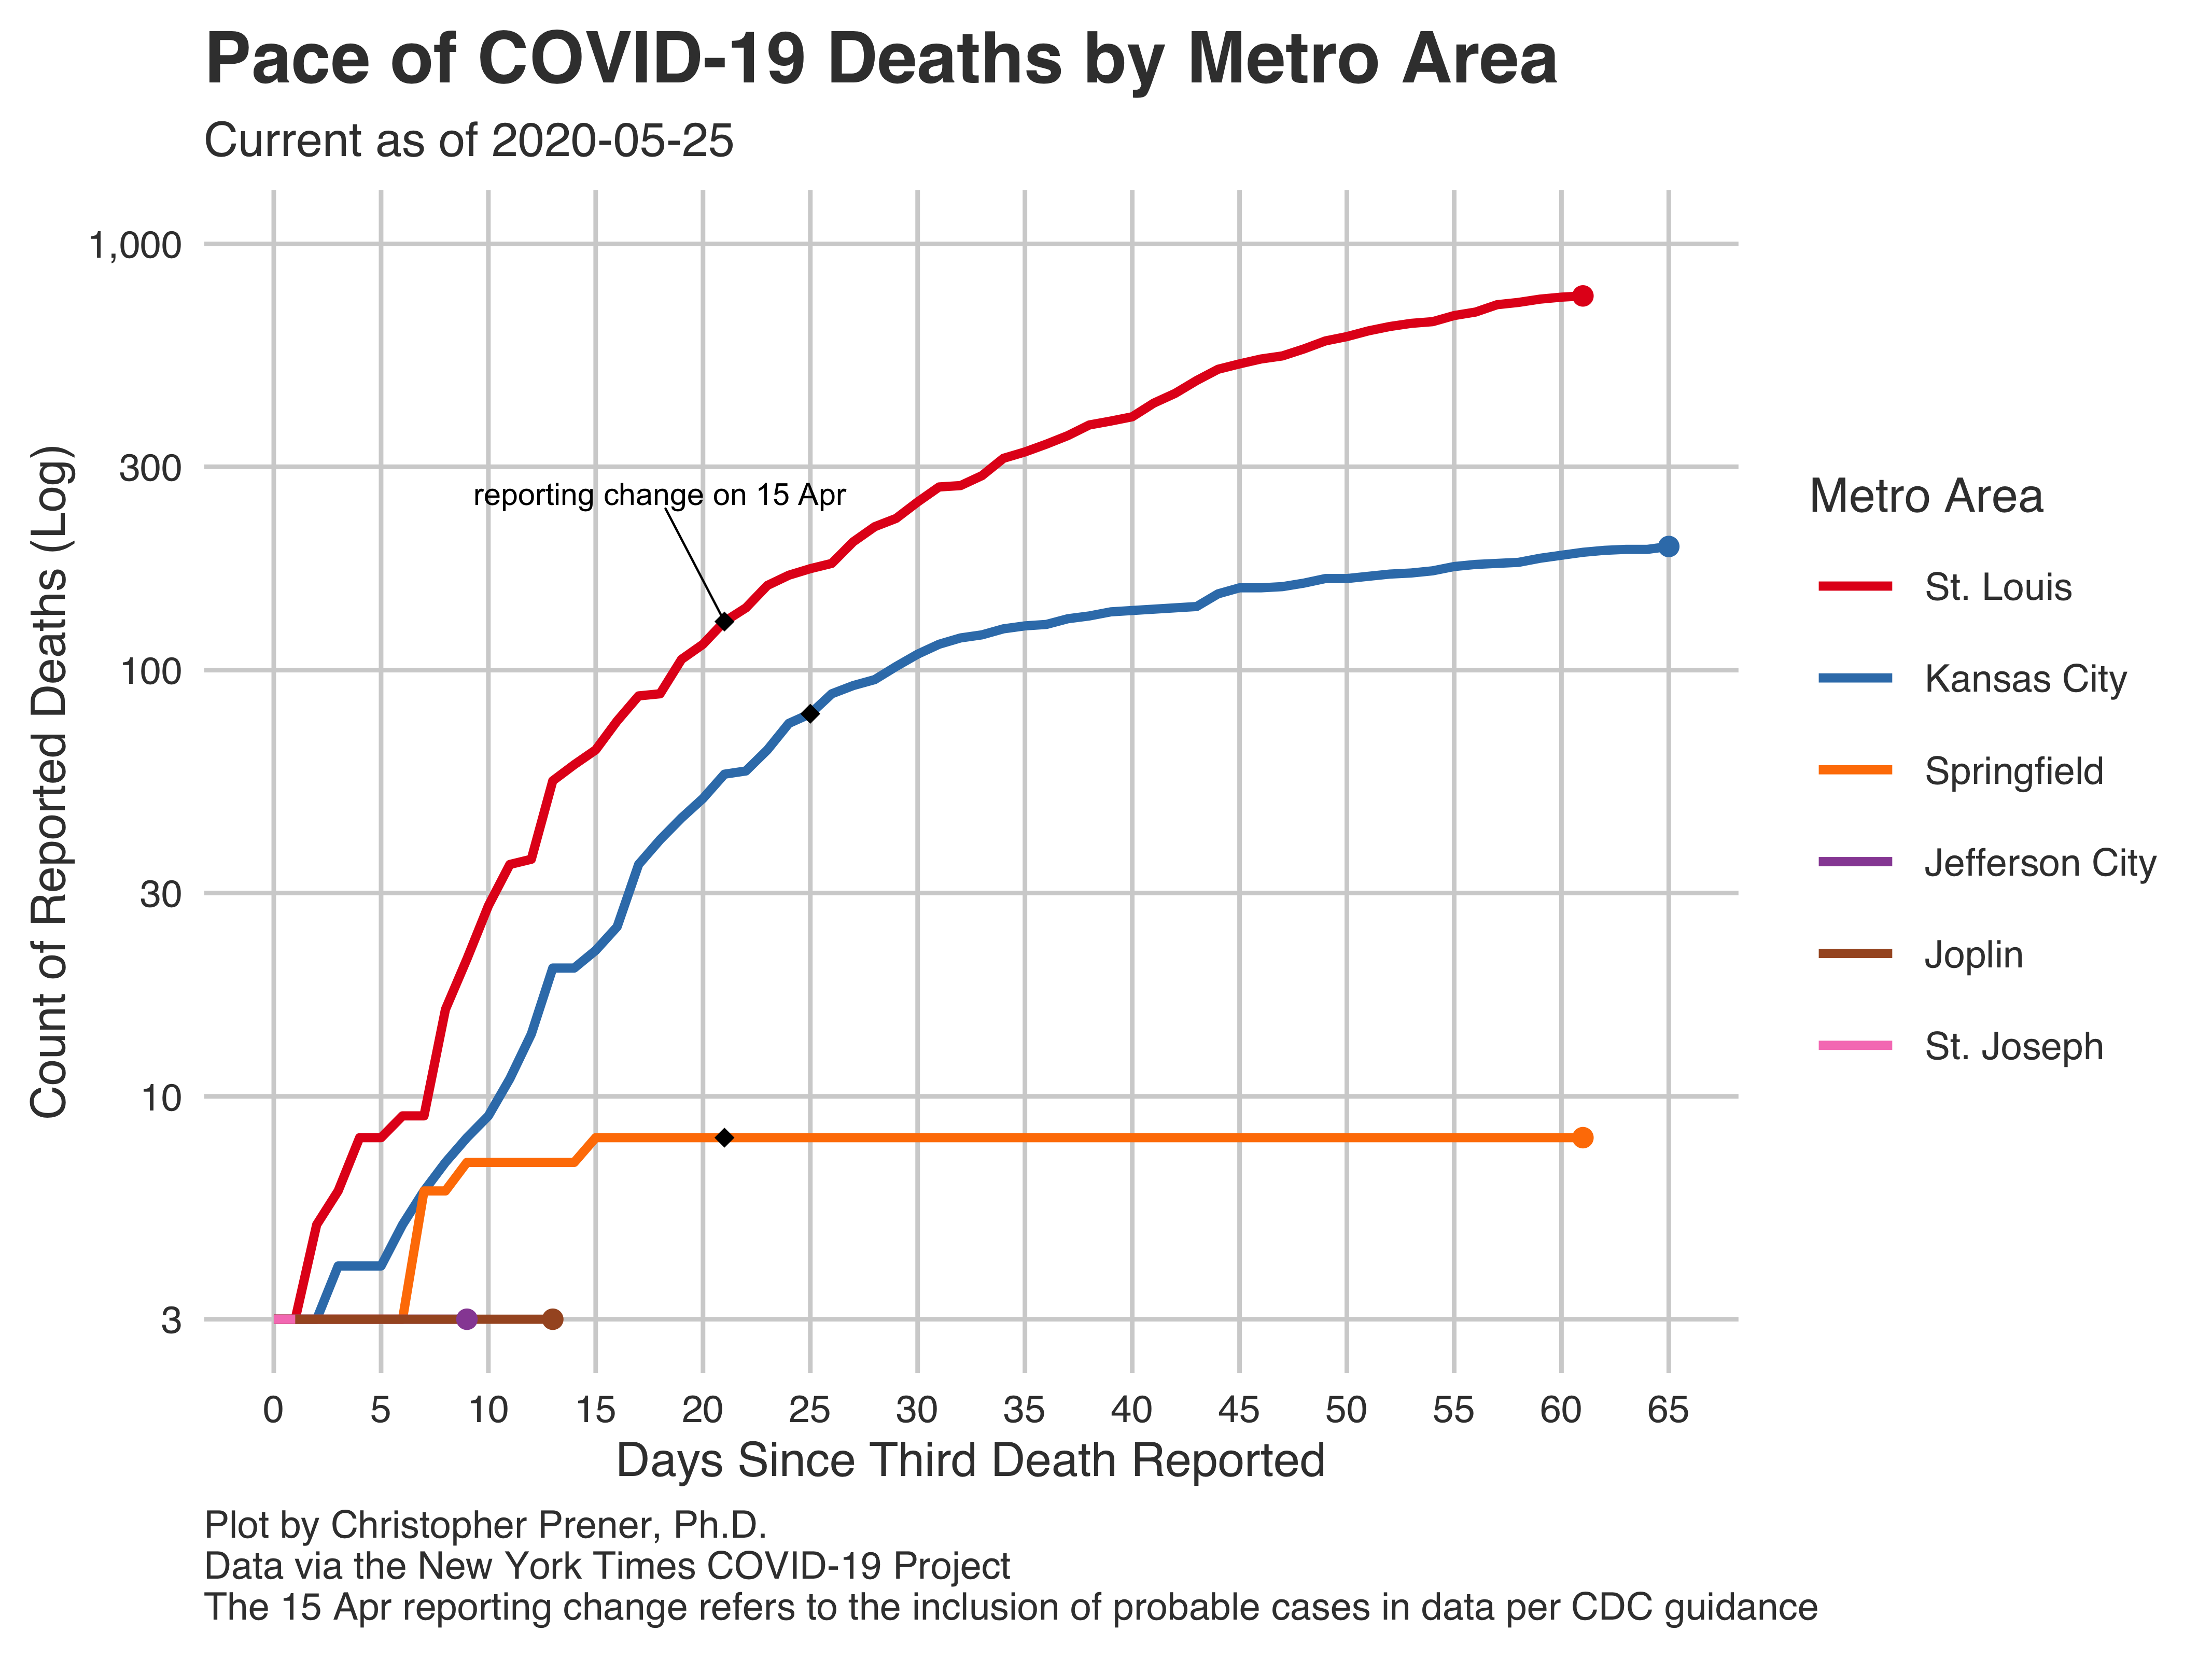 Pace of COVID-19 Deaths by Metro Area
Current as of 2020-05-25
1,000
300
100
30
10
3
Count of Reported Deaths (Log)
reporting change on 15 Apr
0 5 10 15 20 25 30 35 40 45 50 55 60 65
Days Since Third Death Reported
Metro Area
St. Louis
Kansas City
Springfield
Jefferson City
Joplin
St. Joseph
Plot by Christopher Prener, Ph.D.
Data via the New York Times COVID-19 Project
The 15 Apr reporting change refers to the inclusion of probable cases in data per CDC guidance